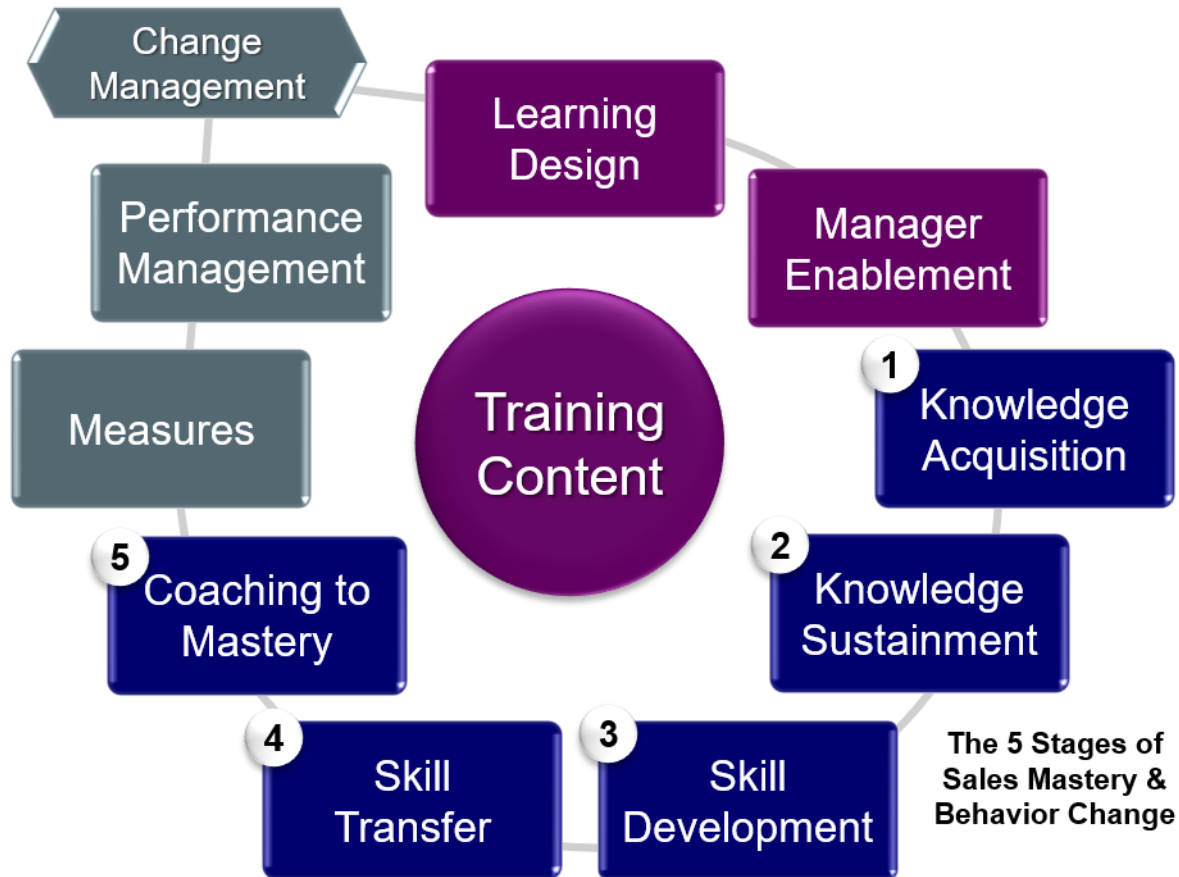 Change
Management
Learning
Design
Manager
Enablement
1
Knowledge
Acquisition
2
Knowledge
Sustainment
3
Skill
Development
4
Skill
Transfer
5
Coaching to
Mastery
Measures
Performance
Management
Training
Content
The 5 Stages of
Sales Mastery &
Behavior Change